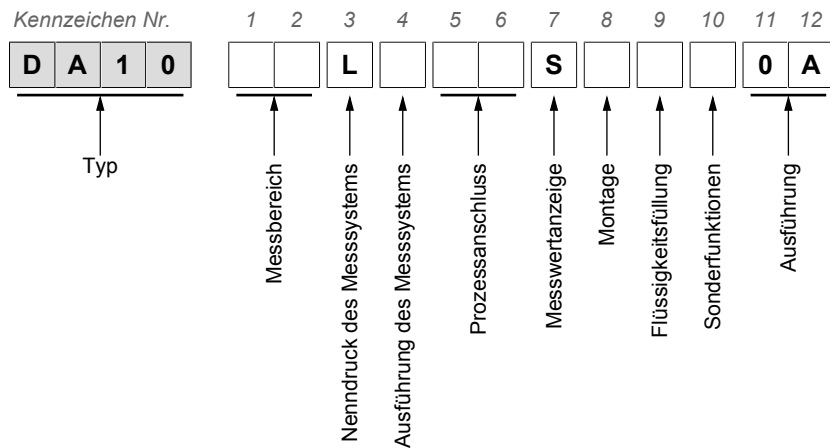 Kennzeichen Nr. 1 2 3 4 5 6 7 8 9 10 11 12
D A 1 0 L S 0 A
Typ
Messbereich
Nenndruck des Messsystems
Ausführung des Messsystems
Prozessanschluss
Messwertanzeige
Montage
Flüssigkeitsfüllung
Sonderfunktionen
Ausführung